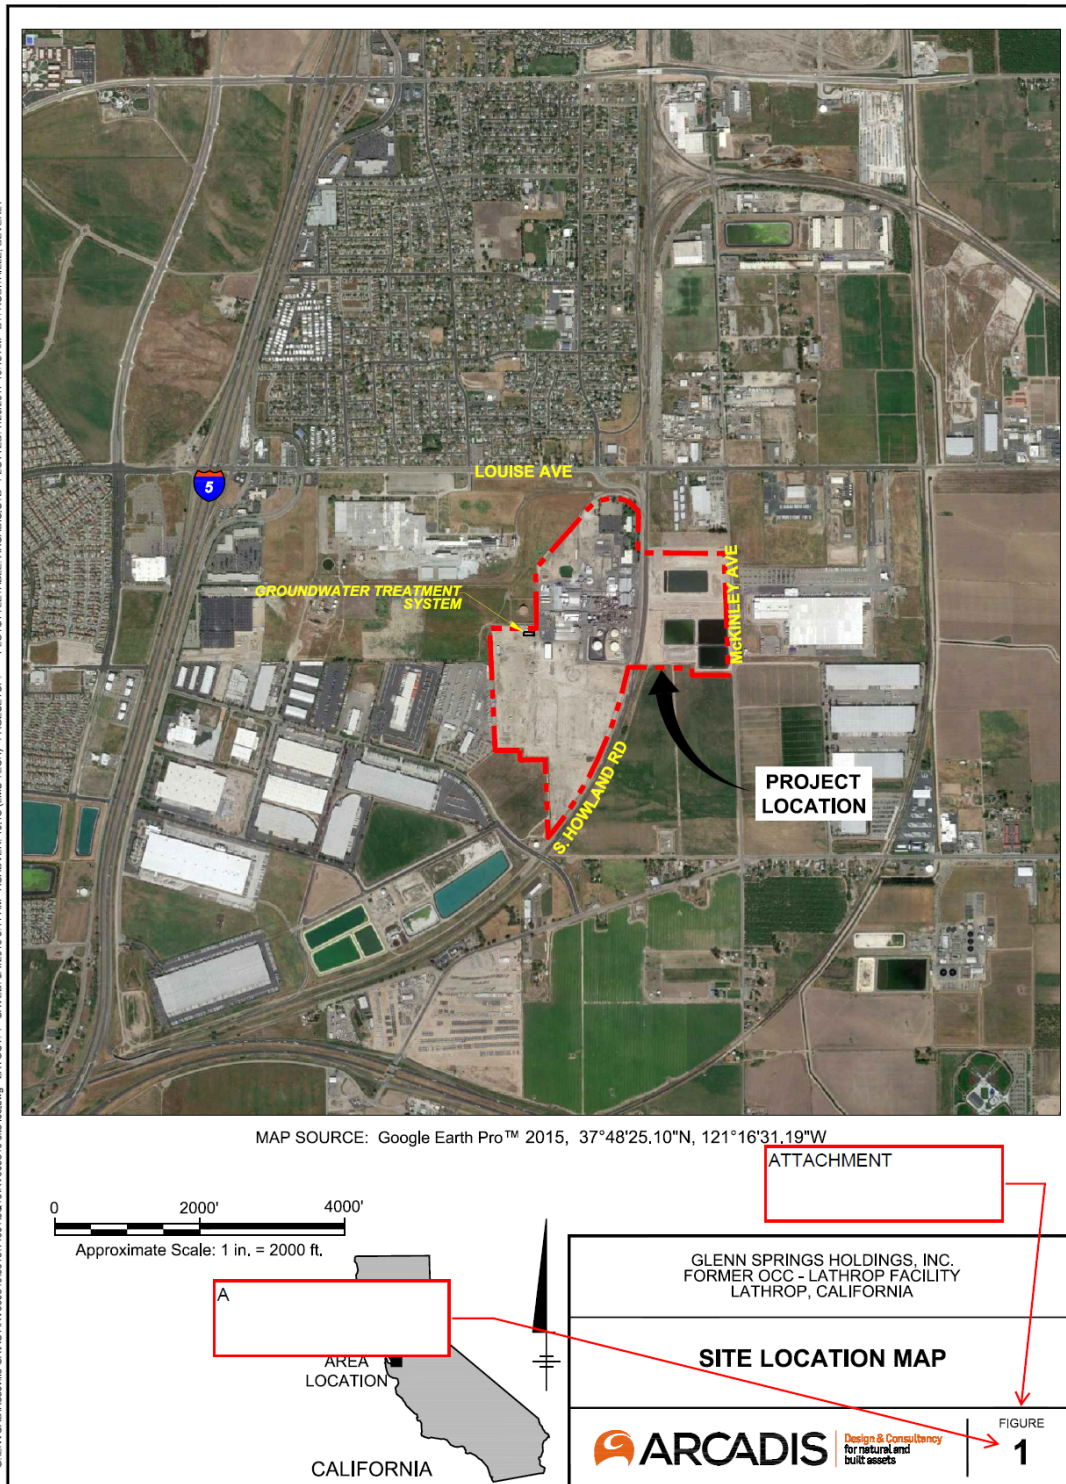 LOUISE AVE
5
GROUNDWATER TREATMENT
SYSTEM
McKINLEY AVE
S. HOWLAND RD
PROJECT
LOCATION
MAP SOURCE: Google Earth Pro™ 2015, 37°48'25.10"N, 121°16'31.19"W
ATTACHMENT
0 2000' 4000'
Approximate Scale: 1 in. = 2000 ft.
A
AREA
LOCATION
CALIFORNIA
GLENN SPRINGS HOLDINGS, INC.
FORMER OCC - LATHROP FACILITY
LATHROP, CALIFORNIA
SITE LOCATION MAP
ARCADIS
Design & Consultancy
for natural and
built assets
FIGURE
1